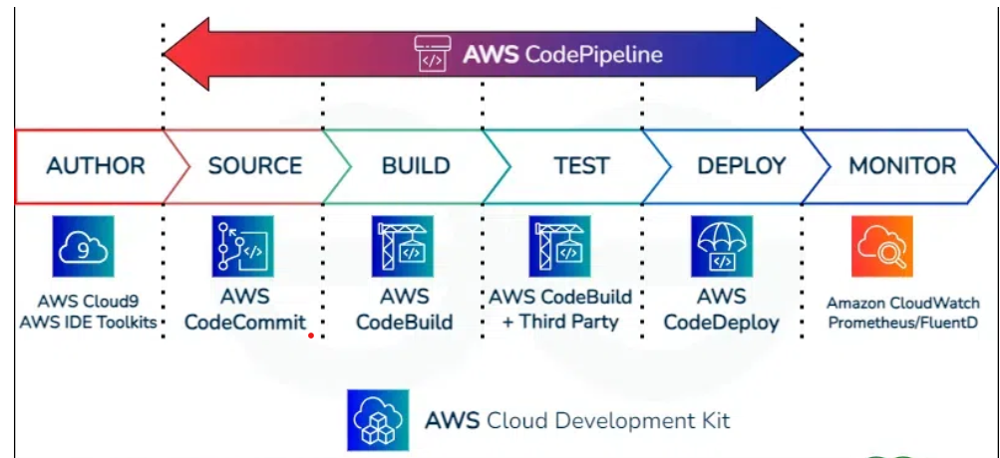 </> AWS CodePipeline
AUTHOR
SOURCE
BUILD
TEST
DEPLOY
MONITOR
9
</>
</>
</>
</>
AWS Cloud9
AWS IDE Toolkits
AWS
CodeCommit
AWS
CodeBuild
AWS CodeBuild
+ Third Party
AWS
CodeDeploy
Amazon CloudWatch
Prometheus/FluentD
AWS Cloud Development Kit